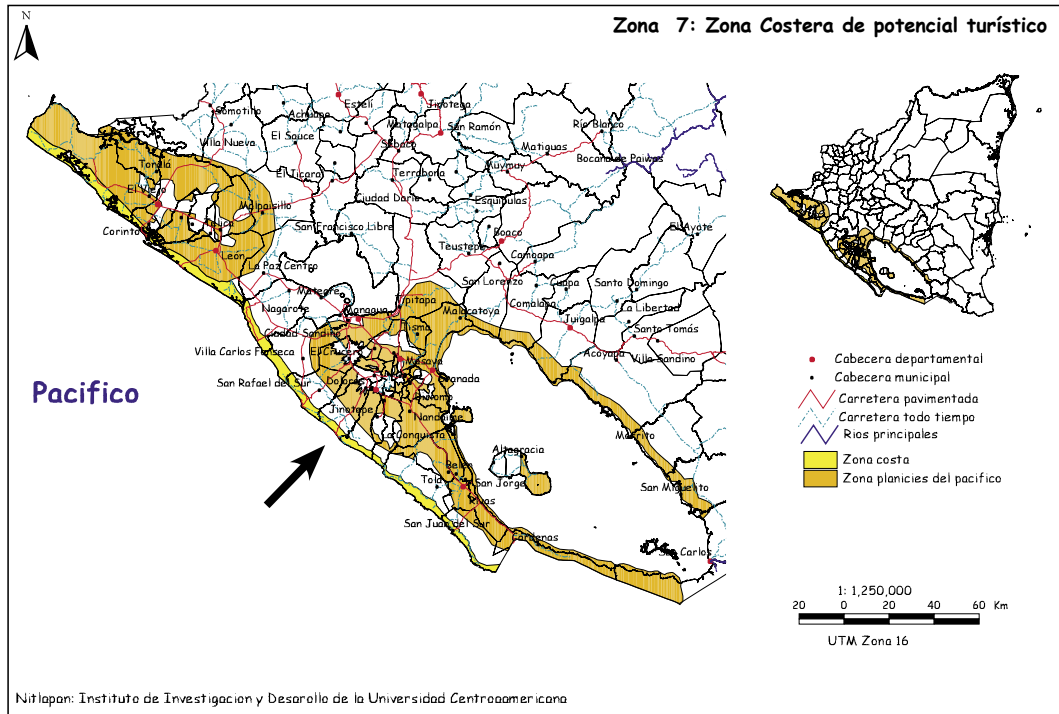 Zona 7: Zona Costera de potencial turístico
N
Somotillo
Achuapa
Estelí
Jinotega
Villa Nueva
El Sauce
Matagalpa
San Ramón
Río Blanco
Sébaco
Matiguas
Bocana de Paiwas
El Jicaral
Terrabona
Muymuy
El Viejo
Malpaisillo
Ciudad Darío
Esquipulas
Corinto
Telica
San Francisco Libre
Boaco
El Ayote
León
Teustepe
Camoapa
La Paz Centro
San Lorenzo
Cuapa
Santo Domingo
Mateare
Nagarote
Managua
Tipitapa
Malacatoya
Comalapa
La Libertad
Juigalpa
Ciudad Sandino
Tisma
Santo Tomás
Villa Carlos Fonseca
El Crucero
Masaya
Acoyapa
Villa Sandino
San Rafael del Sur
Dolores
Granada
Pacifico
Jinotepe
Diriomo
Nandaime
La Conquista
Altagracia
Morrito
Belén
Tola
San Jorge
San Miguelito
Rivas
San Juan del Sur
Cárdenas
San Carlos
Cabecera departamental
Cabecera municipal
Carretera pavimentada
Carretera todo tiempo
Rios principales
Zona costa
Zona planicies del pacifico
1: 1,250,000
20 0 20 40 60 Km
UTM Zona 16
Nitlapan: Instituto de Investigacion y Desarollo de la Universidad Centroamericana